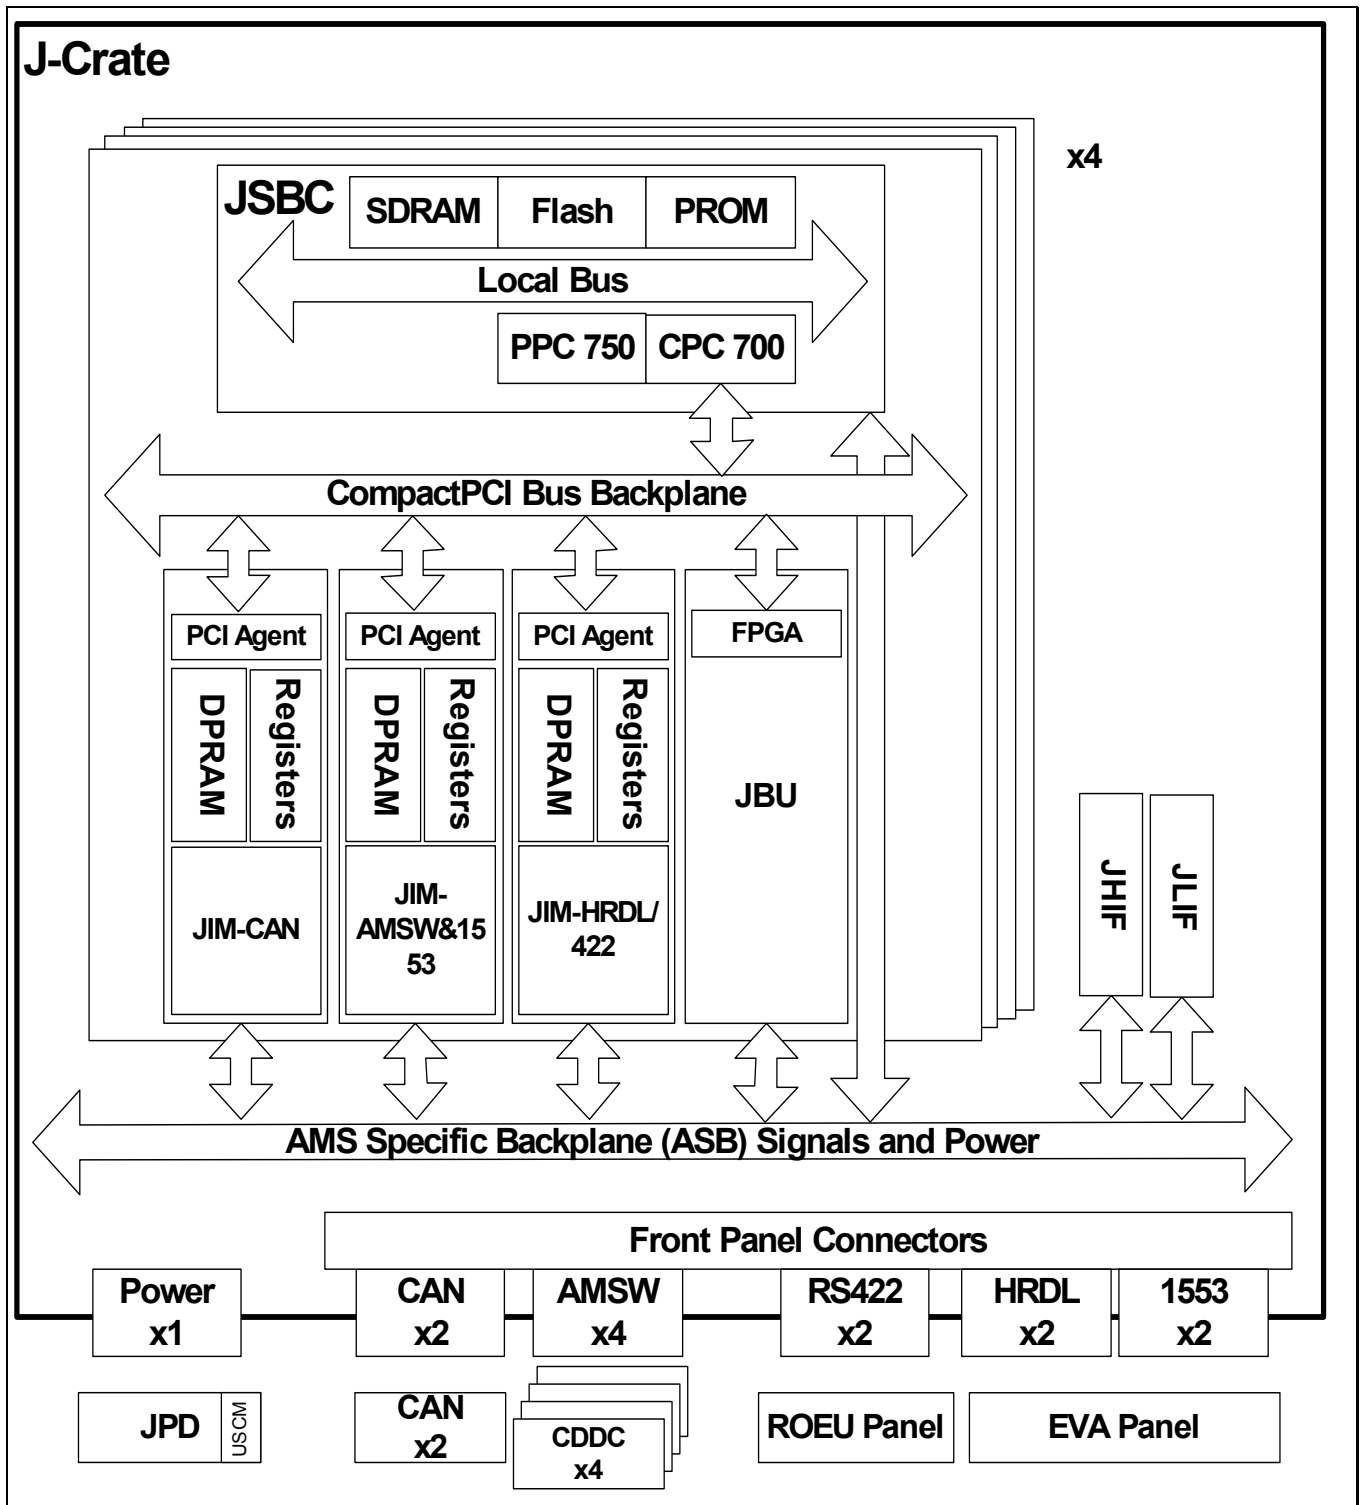 J-Crate
x4
JSBC
SDRAM
Flash
PROM
Local Bus
PPC 750
CPC 700
CompactPCI Bus Backplane
PCI Agent
PCI Agent
PCI Agent
FPGA
DPRAM
Registers
DPRAM
Registers
DPRAM
Registers
JBU
JIM-CAN
JIM-
AMSW&15
53
JIM-HRDL/
422
JHIF
JLIF
AMS Specific Backplane (ASB) Signals and Power
Front Panel Connectors
Power
x1
CAN
x2
AMSW
x4
RS422
x2
HRDL
x2
1553
x2
JPD
USCM
CAN
x2
CDDC
x4
ROEU Panel
EVA Panel